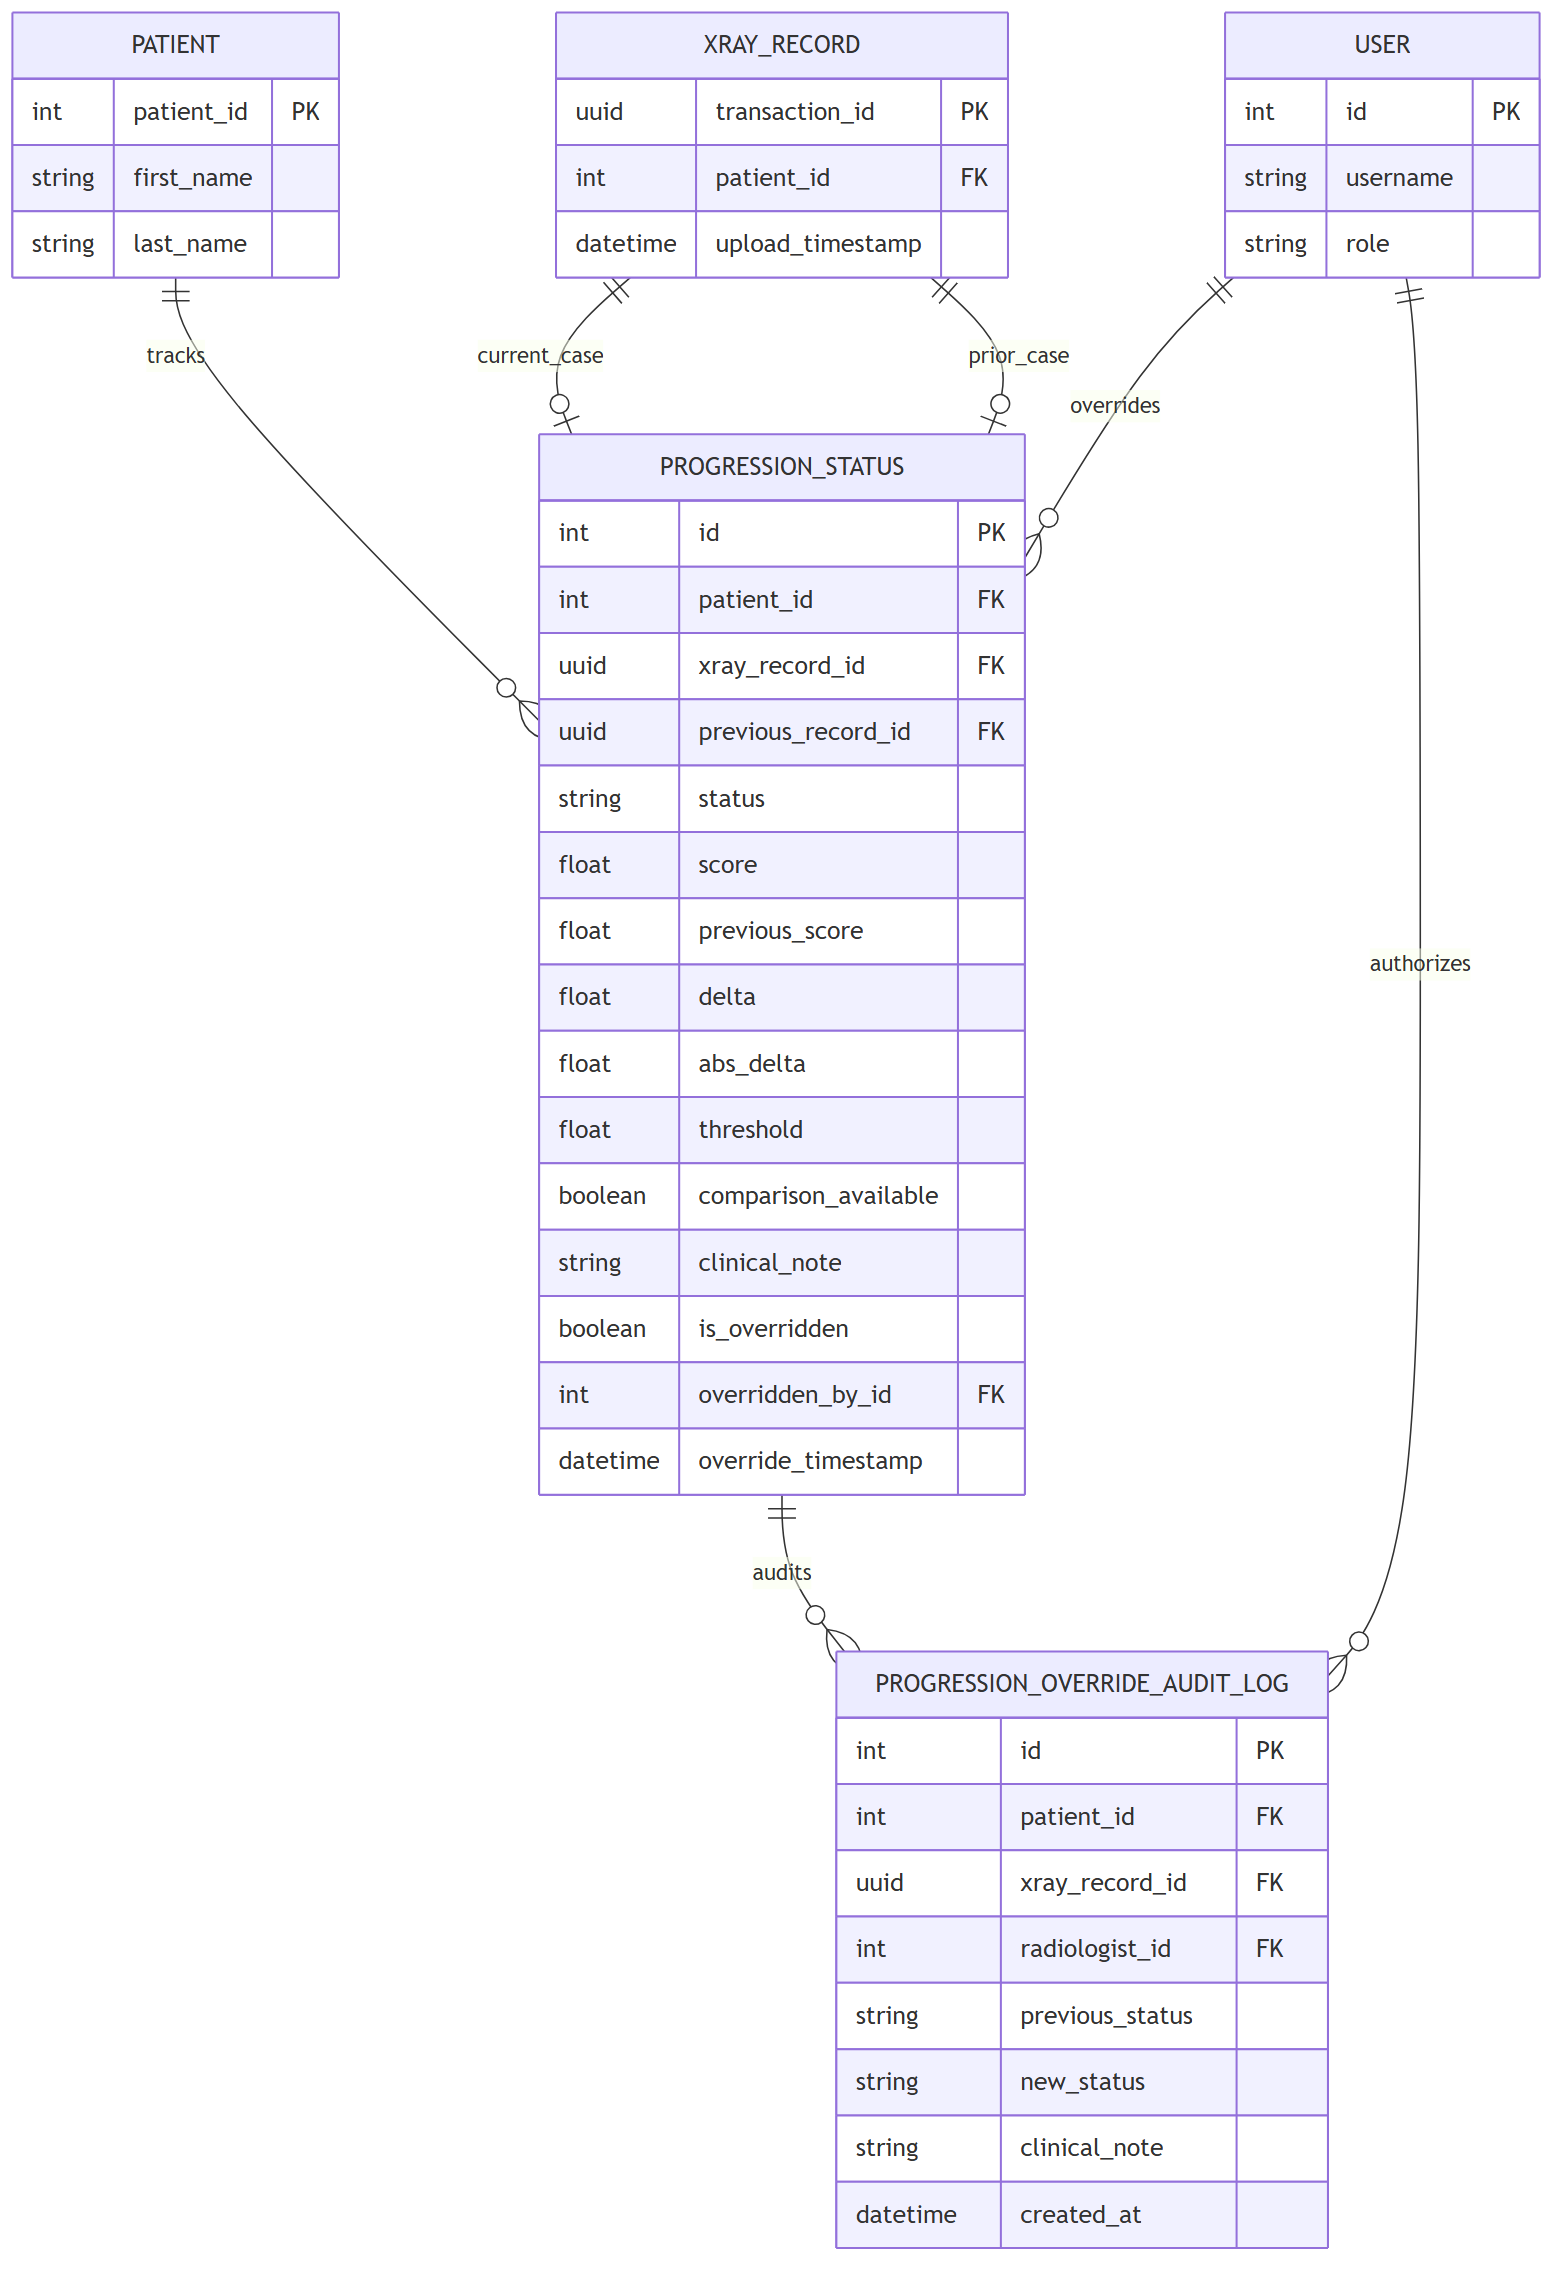 PATIENT
int patient_id PK
string first_name
string last_name
XRAY_RECORD
uuid transaction_id PK
int patient_id FK
datetime upload_timestamp
USER
int id PK
string username
string role
tracks
current_case
prior_case
overrides
PROGRESSION_STATUS
int id PK
int patient_id FK
uuid xray_record_id FK
uuid previous_record_id FK
string status
float score
float previous_score
float delta
float abs_delta
float threshold
boolean comparison_available
string clinical_note
boolean is_overridden
int overridden_by_id FK
datetime override_timestamp
authorizes
audits
PROGRESSION_OVERRIDE_AUDIT_LOG
int id PK
int patient_id FK
uuid xray_record_id FK
int radiologist_id FK
string previous_status
string new_status
string clinical_note
datetime created_at